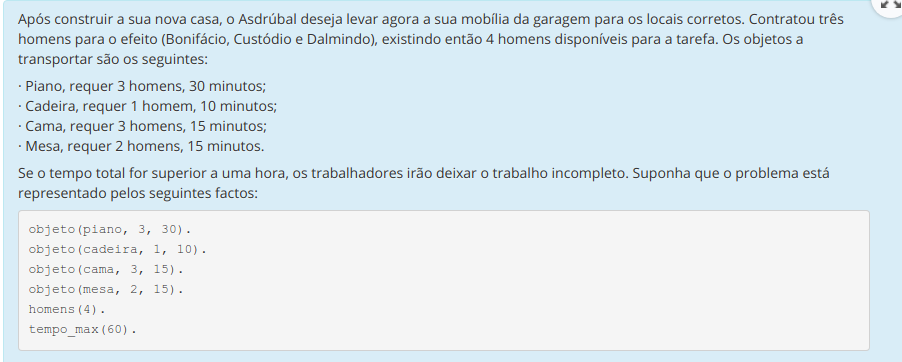 Após construir a sua nova casa, o Asdrúbal deseja levar agora a sua mobília da garagem para os locais corretos. Contratou três
homens para o efeito (Bonifácio, Custódio e Dalmindo), existindo então 4 homens disponíveis para a tarefa. Os objetos a
transportar são os seguintes:
· Piano, requer 3 homens, 30 minutos;
· Cadeira, requer 1 homem, 10 minutos;
· Cama, requer 3 homens, 15 minutos;
· Mesa, requer 2 homens, 15 minutos.
Se o tempo total for superior a uma hora, os trabalhadores irão deixar o trabalho incompleto. Suponha que o problema está
representado pelos seguintes factos:
objeto(piano, 3, 30).
objeto(cadeira, 1, 10).
objeto(cama, 3, 15).
objeto(mesa, 2, 15).
homens(4).
tempo_max(60).